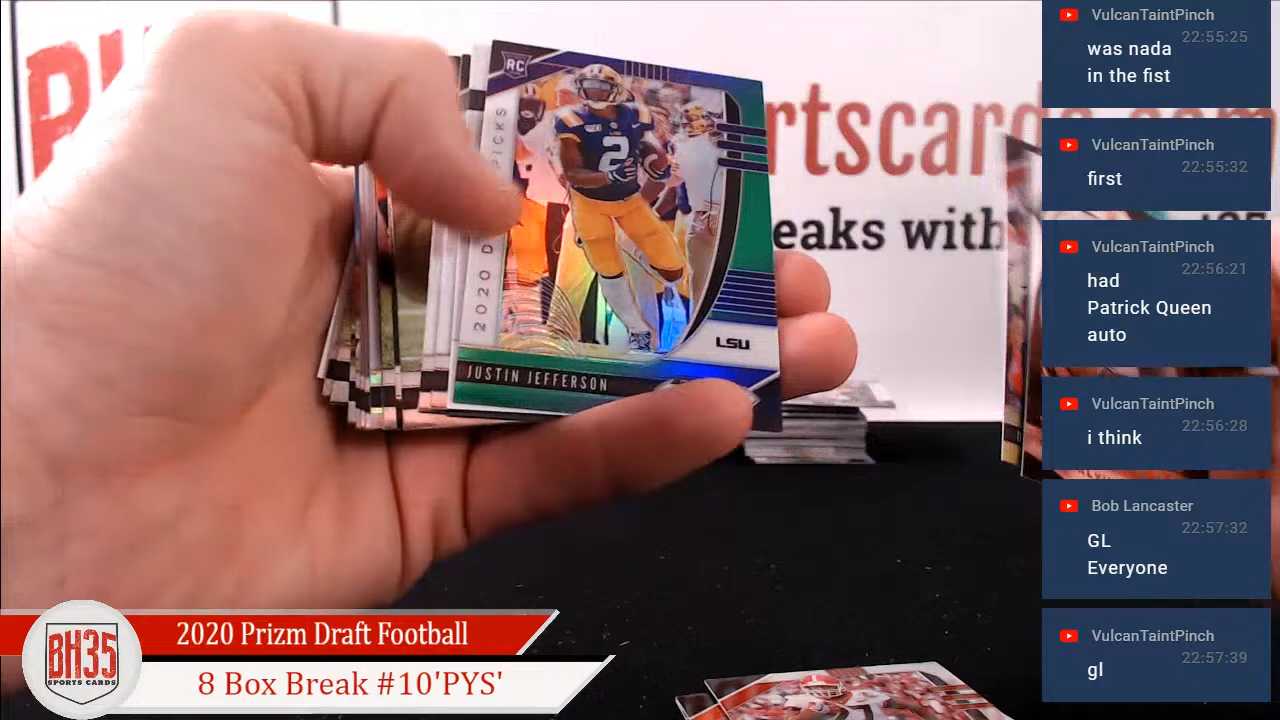 RC
2020 D
PICKS
2
LSU
JUSTIN JEFFERSON
rtscards.com
eaks with
VulcanTaintPinch
22:55:25
was nada
in the fist
VulcanTaintPinch
22:55:32
first
VulcanTaintPinch
22:56:21
had
Patrick Queen
auto
VulcanTaintPinch
22:56:28
i think
Bob Lancaster
22:57:32
GL
Everyone
VulcanTaintPinch
22:57:39
gl
BH35
SPORTS CARDS
2020 Prizm Draft Football
8 Box Break #10'PYS'